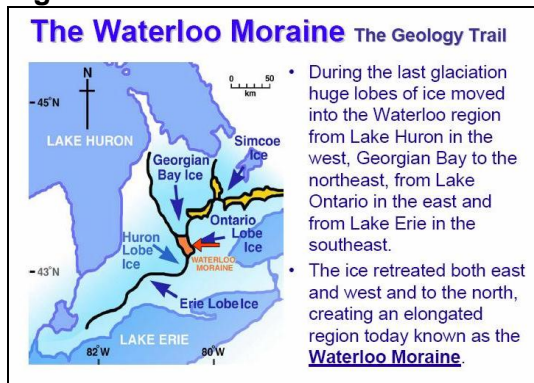 The Waterloo Moraine The Geology Trail
N
0 50
km
45°N
LAKE HURON
Simcoe
Ice
Georgian
Bay Ice
Ontario
Lobe
Ice
Huron
Lobe
Ice
WATERLOO
MORAINE
43°N
Erie Lobe Ice
LAKE ERIE
82°W
80°W
• During the last glaciation
huge lobes of ice moved
into the Waterloo region
from Lake Huron in the
west, Georgian Bay to the
northeast, from Lake
Ontario in the east and
from Lake Erie in the
southeast.
• The ice retreated both east
and west and to the north,
creating an elongated
region today known as the
Waterloo Moraine.